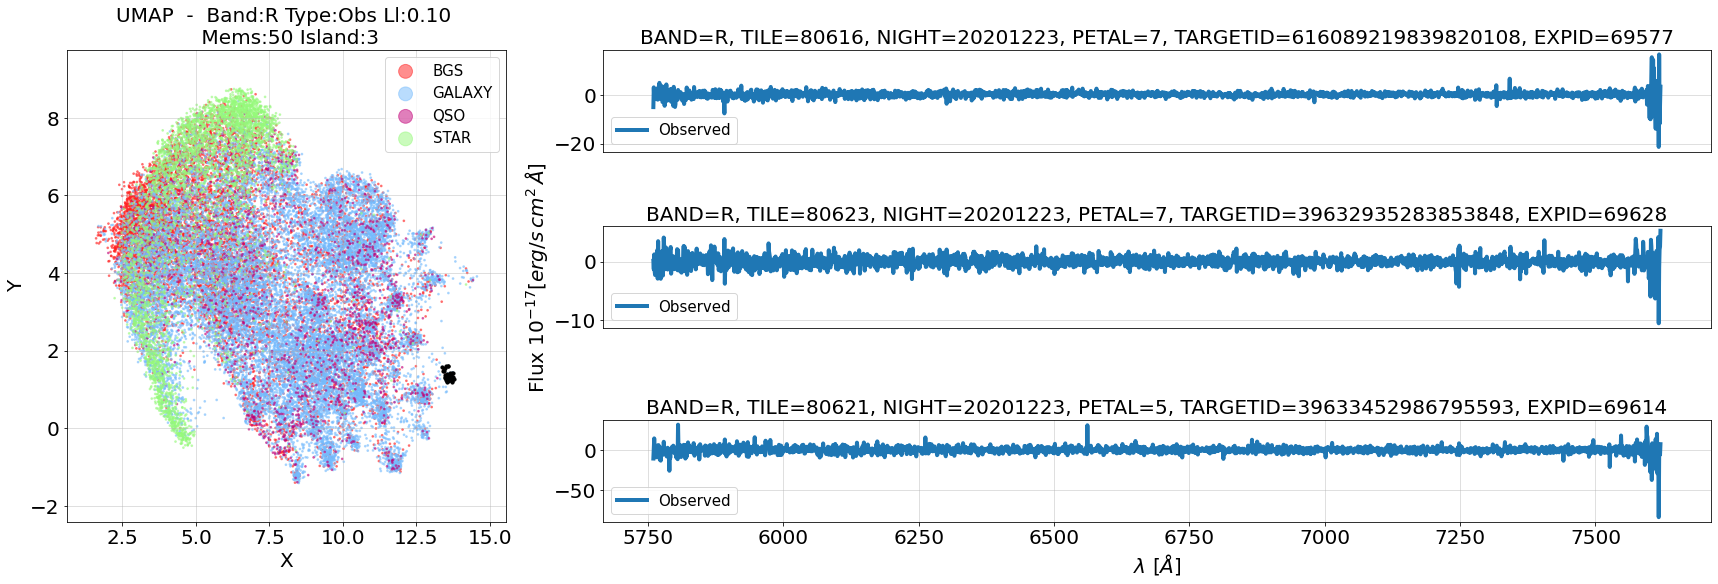 UMAP - Band:R Type:Obs Ll:0.10
Mems:50 Island:3
BGS
GALAXY
QSO
STAR
8
6
4
2
0
−2
Y
2.5 5.0 7.5 10.0 12.5 15.0
X
Flux 10^{−17}[erg/s cm^2 Å]
BAND=R, TILE=80616, NIGHT=20201223, PETAL=7, TARGETID=616089219839820108, EXPID=69577
0
−20
Observed
BAND=R, TILE=80623, NIGHT=20201223, PETAL=7, TARGETID=39632935283853848, EXPID=69628
0
−10
Observed
BAND=R, TILE=80621, NIGHT=20201223, PETAL=5, TARGETID=39633452986795593, EXPID=69614
0
−50
Observed
5750 6000 6250 6500 6750 7000 7250 7500
λ [Å]